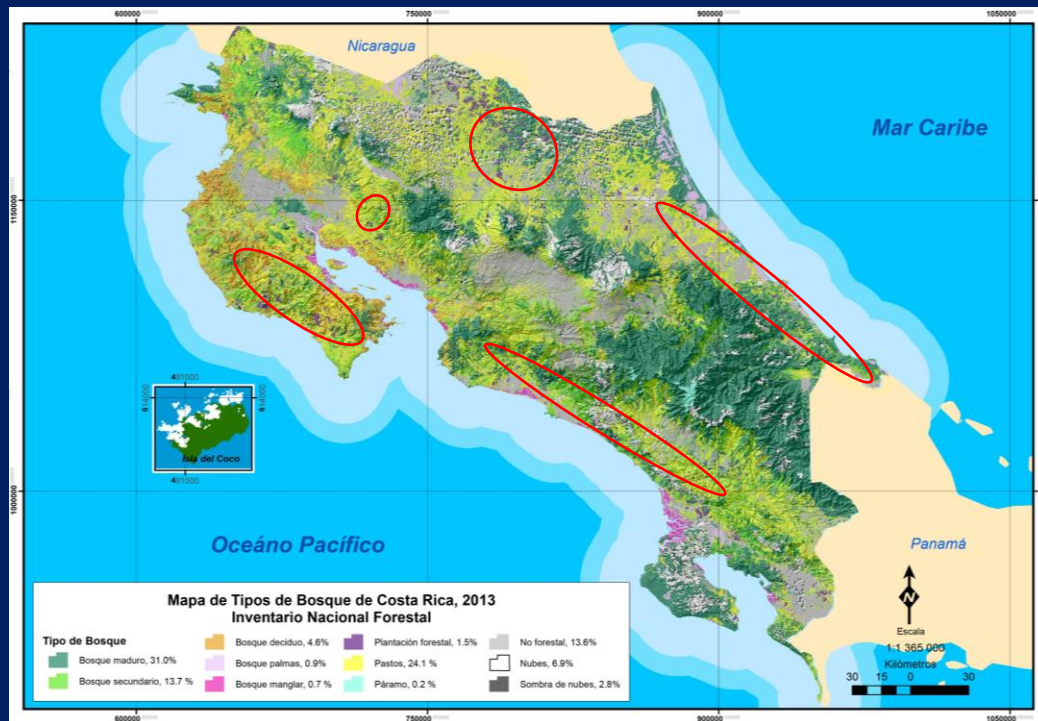 600000 750000 900000 1050000
Nicaragua
Mar Caribe
1150000
1000000
Isla del Coco
Oceáno Pacífico
Panamá
N
Escala
1:1 365 000
Kilómetros
30 15 0 30
Mapa de Tipos de Bosque de Costa Rica, 2013
Inventario Nacional Forestal
Tipo de Bosque
Bosque maduro, 31.0%
Bosque secundario, 13.7 %
Bosque deciduo, 4.6%
Bosque palmas, 0.9%
Bosque manglar, 0.7 %
Plantación forestal, 1.5%
Pastos, 24.1 %
Páramo, 0.2 %
No forestal, 13.6%
Nubes, 6.9%
Sombra de nubes, 2.8%
600000 750000 900000 1050000